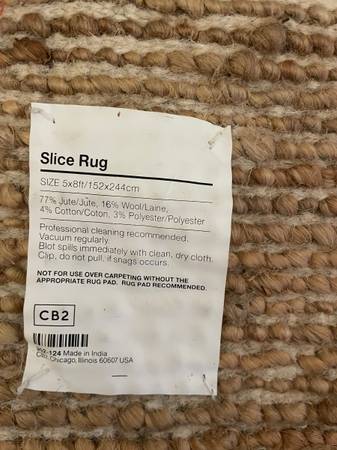 Slice Rug
SIZE 5x8ft/152x244cm
77% Jute/Jute, 16% Wool/Laine,
4% Cotton/Coton, 3% Polyester/Polyester
Professional cleaning recommended.
Vacuum regularly.
Blot spills immediately with clean, dry cloth.
Clip, do not pull, if snags occurs.
NOT FOR USE OVER CARPETING WITHOUT THE
APPROPRIATE RUG PAD. RUG PAD RECOMMENDED.
CB2
-124 Made in India
CB2 Chicago, Illinois 60607 USA